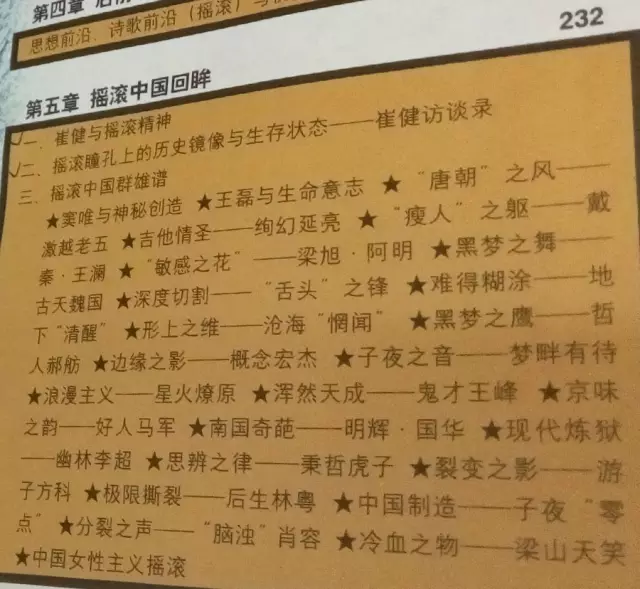 第四章
思想前沿、诗歌前沿（摇滚）与
232
第五章 摇滚中国回眸
一、崔健与摇滚精神
二、摇滚瞳孔上的历史镜像与生存状态——崔健访谈录
三、摇滚中国群雄谱
★窦唯与神秘创造 ★王磊与生命意志 ★“唐朝”之风——
激越老五 ★吉他情圣——绚幻延亮 ★“瘦人”之躯——戴
秦·王澜 ★“敏感之花”——梁旭·阿明 ★黑梦之舞——
古天魏国 ★深度切割——“舌头”之锋 ★难得糊涂——地
下“清醒” ★形上之维——沧海“惘闻” ★黑梦之鹰——哲
人郝舫 ★边缘之影——概念宏杰 ★子夜之音——梦畔有待
★浪漫主义——星火燎原 ★浑然天成——鬼才王峰 ★京味
之韵——好人马军 ★南国奇葩——明辉·国华 ★现代炼狱
——幽林李超 ★思辨之律——秉哲虎子 ★裂变之影——游
子方科 ★极限撕裂——后生林粤 ★中国制造——子夜“零
点” ★分裂之声——“脑浊”肖容 ★冷血之物——梁山天笑
★中国女性主义摇滚